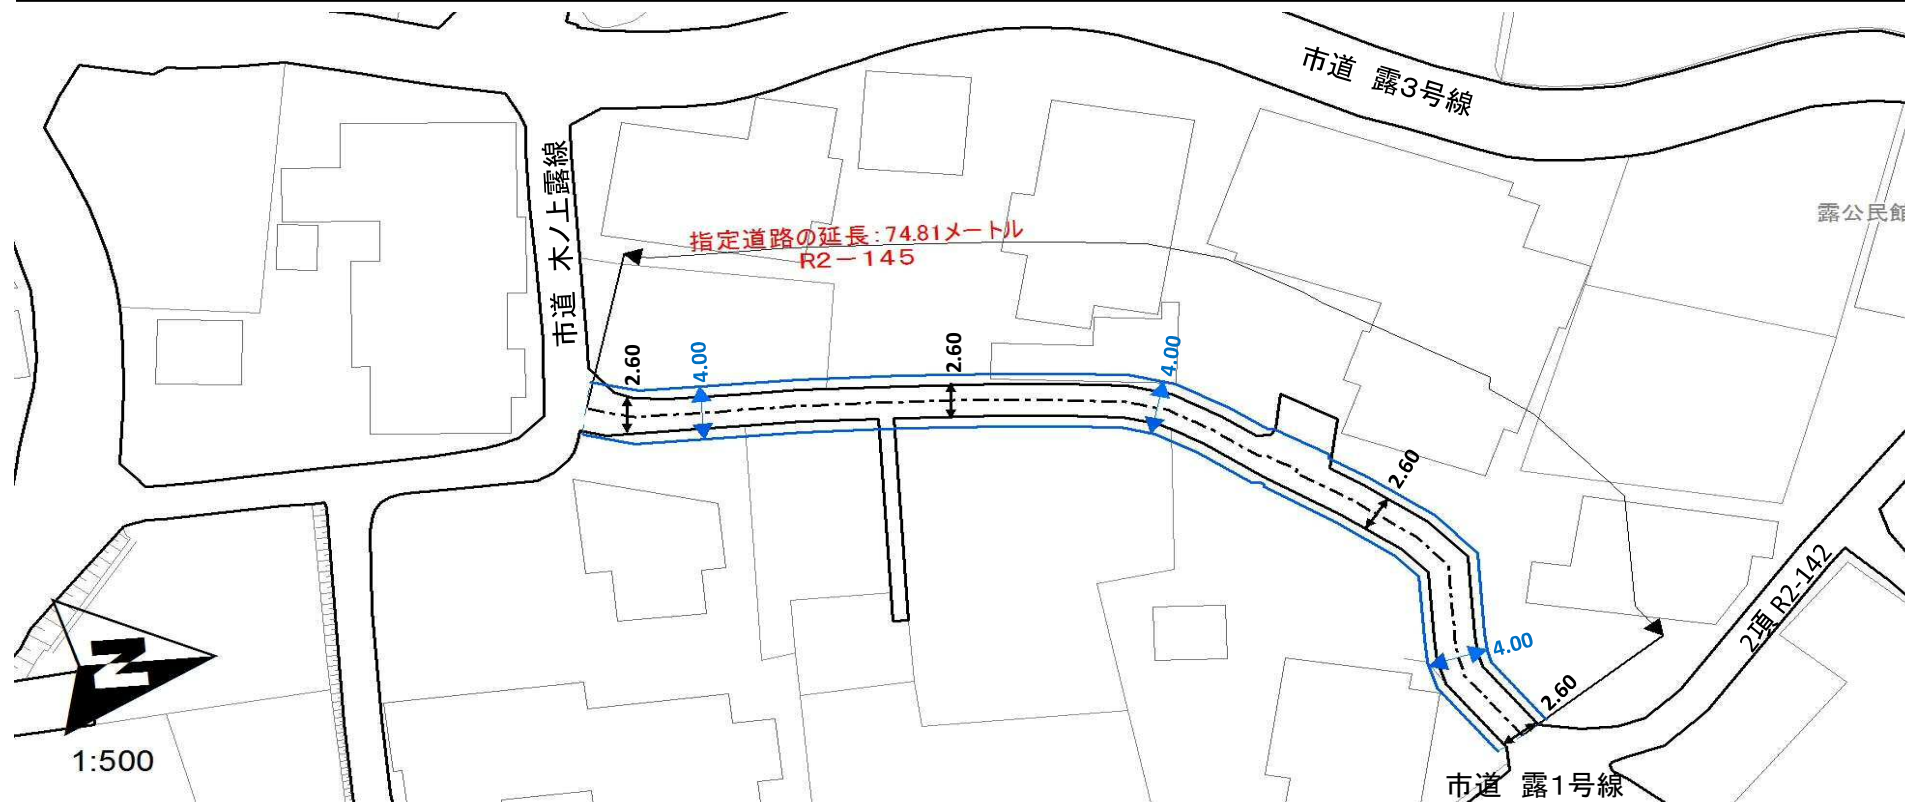 市道 露3号線
市道 木ノ上露線
露公民館
指定道路の延長:74.81メートル
R2-145
2.60
4.00
2.60
4.00
2.60
2項 R2-142
4.00
2.60
N
1:500
市道 露1号線